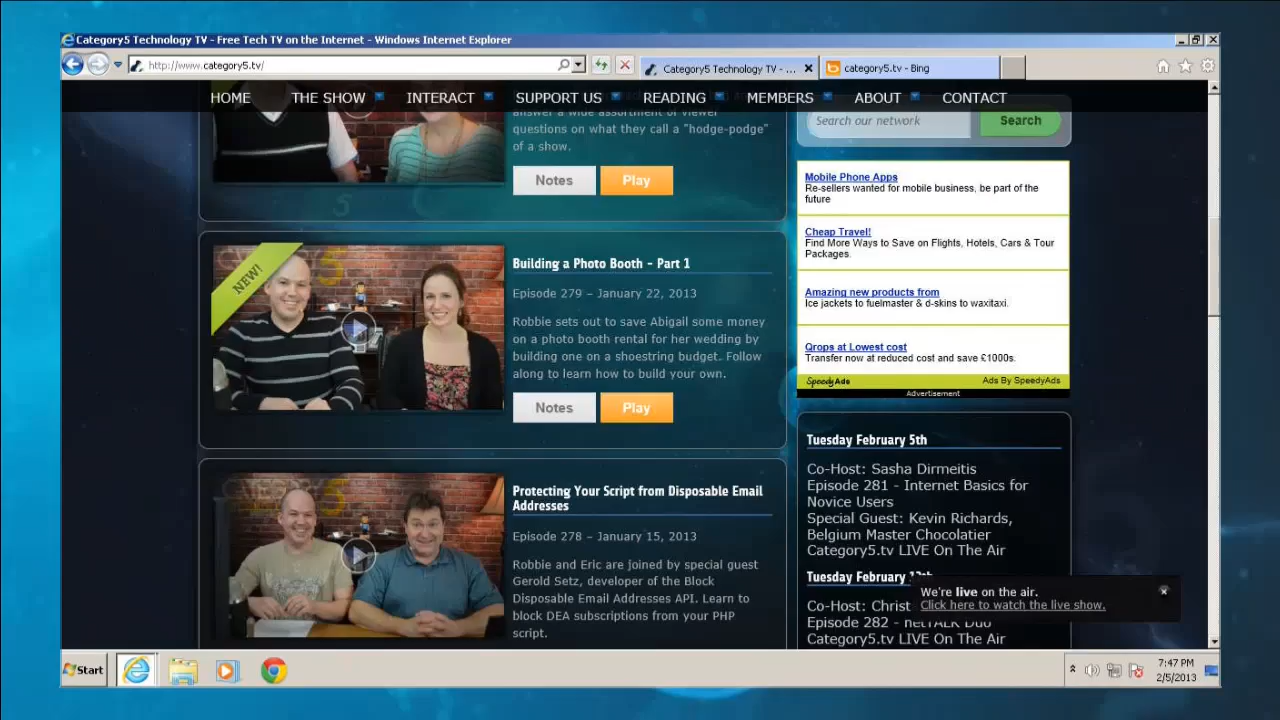 Category5 Technology TV - Free Tech TV on the Internet - Windows Internet Explorer
http://www.category5.tv/
Category5 Technology TV - ...
category5.tv - Bing
HOME THE SHOW INTERACT SUPPORT US READING MEMBERS ABOUT CONTACT
answer a wide assortment of viewer
questions on what they call a "hodge-podge"
of a show.
Notes Play
NEW!
Building a Photo Booth - Part 1
Episode 279 – January 22, 2013
Robbie sets out to save Abigail some money
on a photo booth rental for her wedding by
building one on a shoestring budget. Follow
along to learn how to build your own.
Notes Play
Protecting Your Script from Disposable Email
Addresses
Episode 278 – January 15, 2013
Robbie and Eric are joined by special guest
Gerold Setz, developer of the Block
Disposable Email Addresses API. Learn to
block DEA subscriptions from your PHP
script.
Search our network Search
Mobile Phone Apps
Re-sellers wanted for mobile business, be part of the
future
Cheap Travel!
Find More Ways to Save on Flights, Hotels, Cars & Tour
Packages.
Amazing new products from
Ice jackets to fuelmaster & d-skins to waxitaxi.
Qrops at Lowest cost
Transfer now at reduced cost and save £1000s.
SpeedyAds Ads By SpeedyAds
Advertisement
Tuesday February 5th
Co-Host: Sasha Dirmeitis
Episode 281 - Internet Basics for
Novice Users
Special Guest: Kevin Richards,
Belgium Master Chocolatier
Category5.tv LIVE On The Air
Tuesday February 12th
Co-Host: Christ
Episode 282 - netTALK Duo
Category5.tv LIVE On The Air
We're live on the air.
Click here to watch the live show.
Start
7:47 PM
2/5/2013